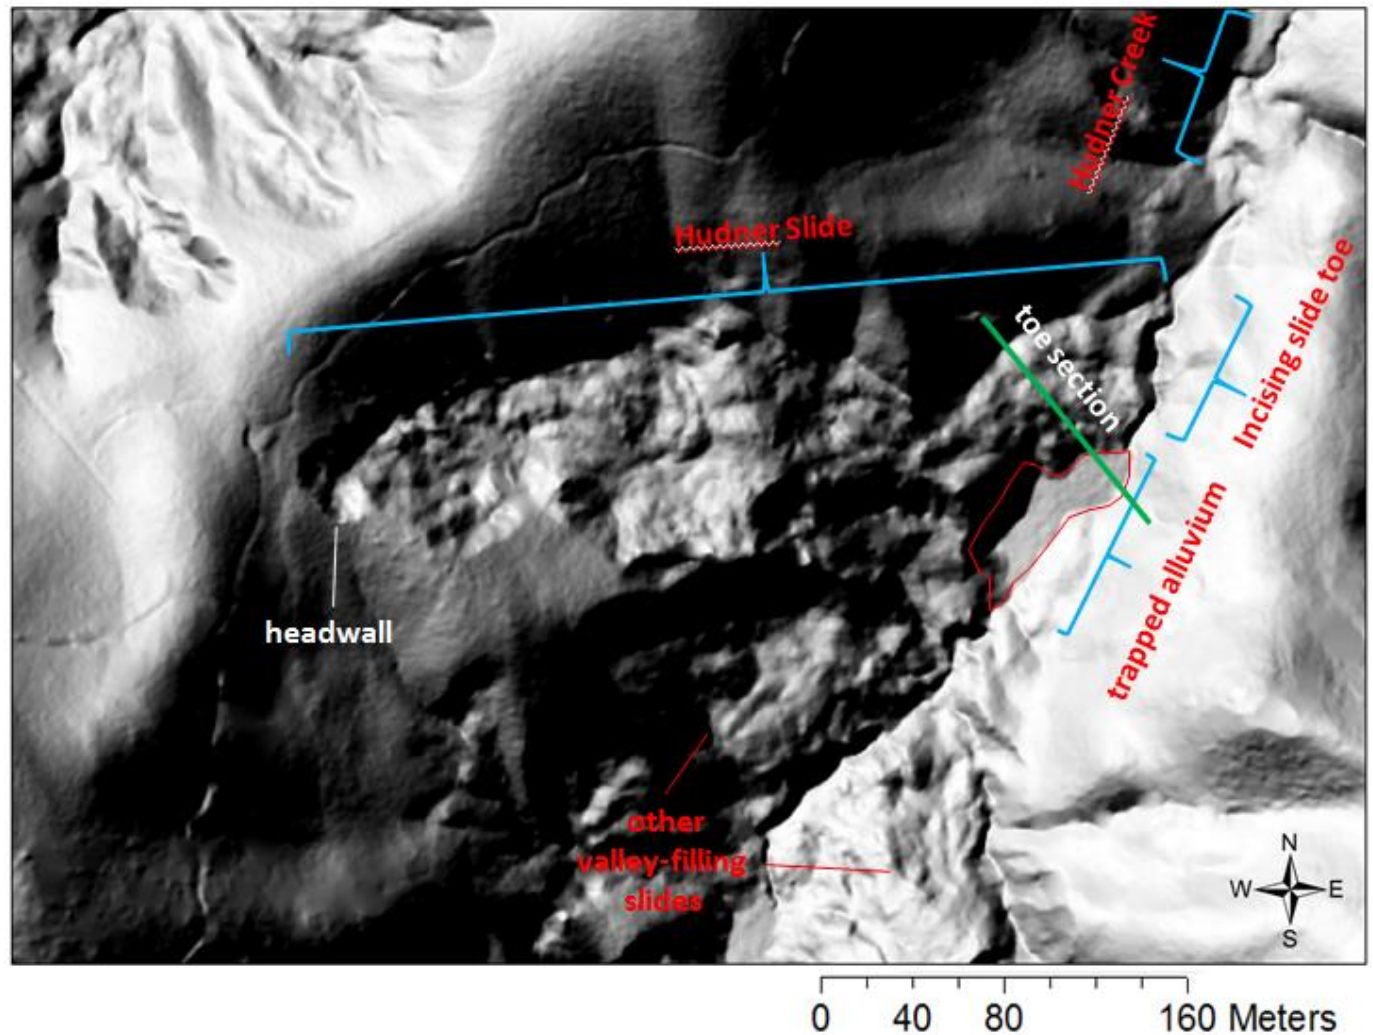 Hudner Creek
Hudner Slide
toe section
Incising slide toe
trapped alluvium
headwall
other
valley-filling
slides
N
W E
S
0 40 80 160 Meters